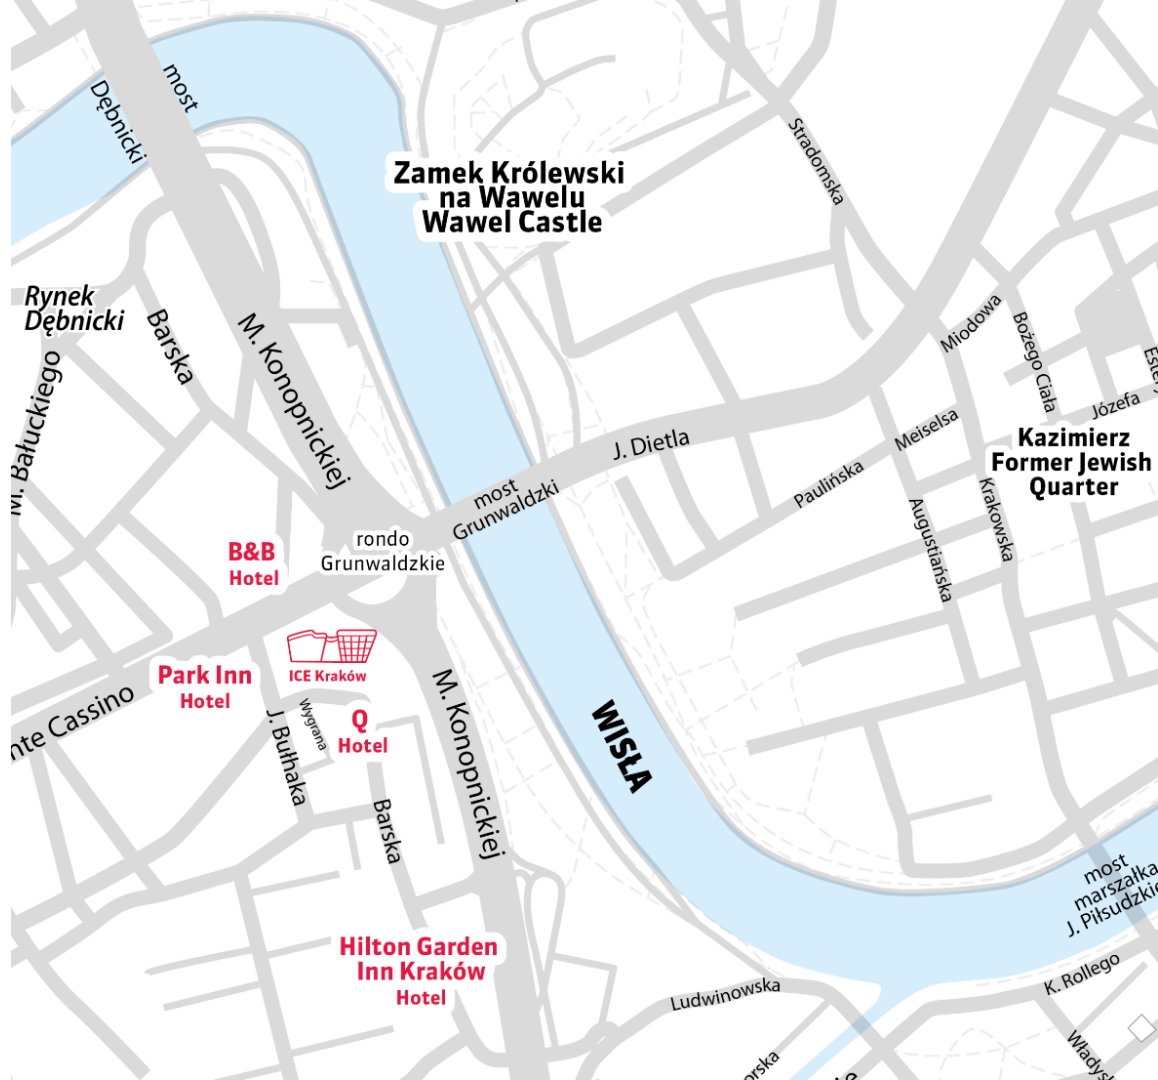 most
Dębnicki
Stradomska
Zamek Królewski
na Wawelu
Wawel Castle
Rynek
Dębnicki
Barska
M. Konopnickiej
M. Bałuckiego
Miodowa
Bożego Ciała
Józefa
Meiselsa
J. Dietla
Kazimierz
Former Jewish
Quarter
most
Grunwaldzki
Paulińska
Augustiańska
Krakowska
rondo
Grunwaldzkie
B&B
Hotel
ICE Kraków
Park Inn
Hotel
Wygrana
Q
Hotel
J. Bułhaka
M. Konopnickiej
WISŁA
Barska
most
marszałka
J. Piłsudzkie
Hilton Garden
Inn Kraków
Hotel
Ludwinowska
K. Rollego